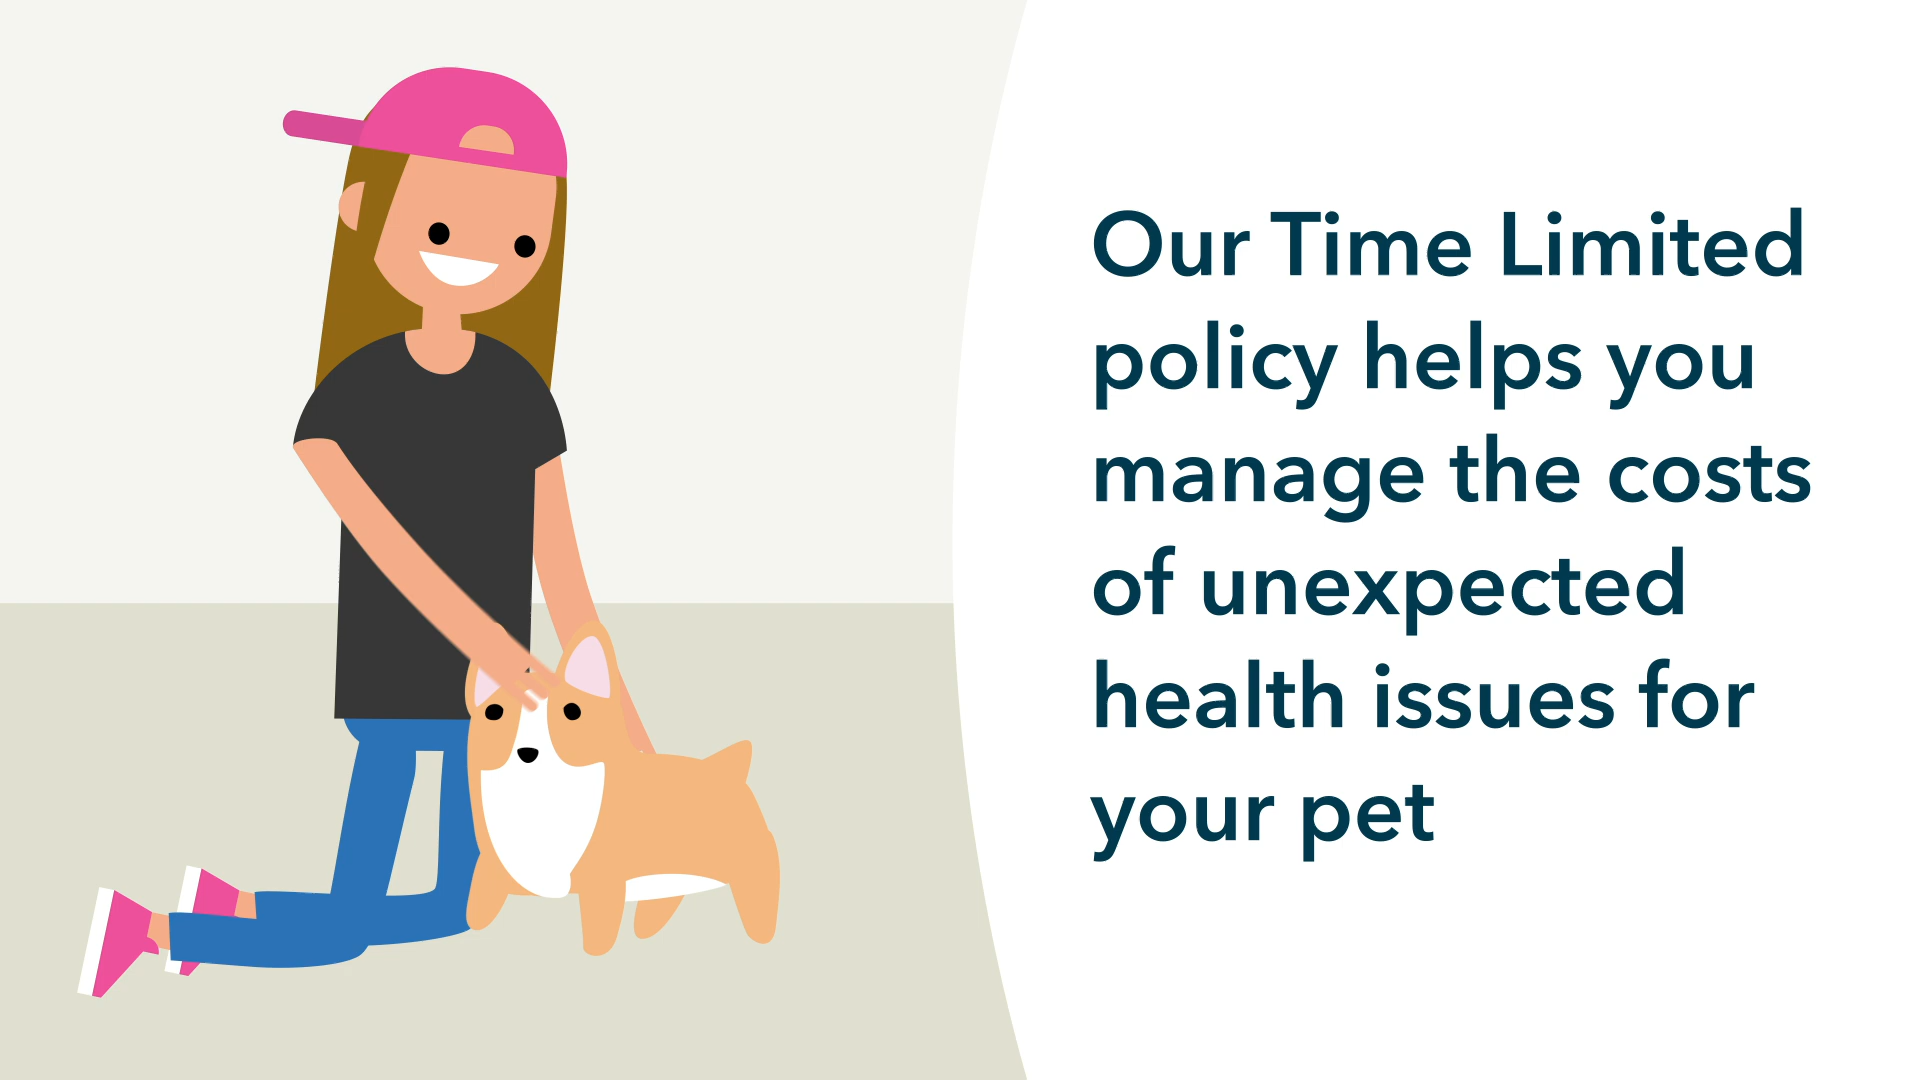 Our Time Limited
policy helps you
manage the costs
of unexpected
health issues for
your pet